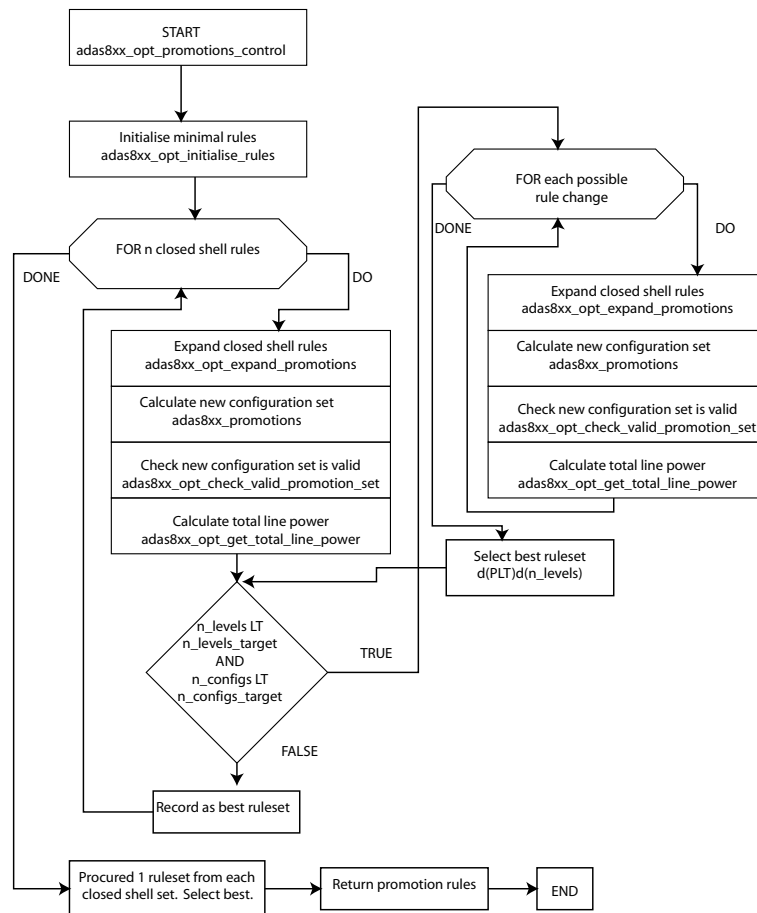 START
adas8xx_opt_promotions_control
Initialise minimal rules
adas8xx_opt_initialise_rules
FOR n closed shell rules
DONE
DO
Expand closed shell rules
adas8xx_opt_expand_promotions
Calculate new configuration set
adas8xx_promotions
Check new configuration set is valid
adas8xx_opt_check_valid_promotion_set
Calculate total line power
adas8xx_opt_get_total_line_power
n_levels LT
n_levels_target
AND
n_configs LT
n_configs_target
TRUE
FALSE
Record as best ruleset
FOR each possible
rule change
DONE
DO
Expand closed shell rules
adas8xx_opt_expand_promotions
Calculate new configuration set
adas8xx_promotions
Check new configuration set is valid
adas8xx_opt_check_valid_promotion_set
Calculate total line power
adas8xx_opt_get_total_line_power
Select best ruleset
d(PLT)d(n_levels)
Procured 1 ruleset from each
closed shell set. Select best.
Return promotion rules
END